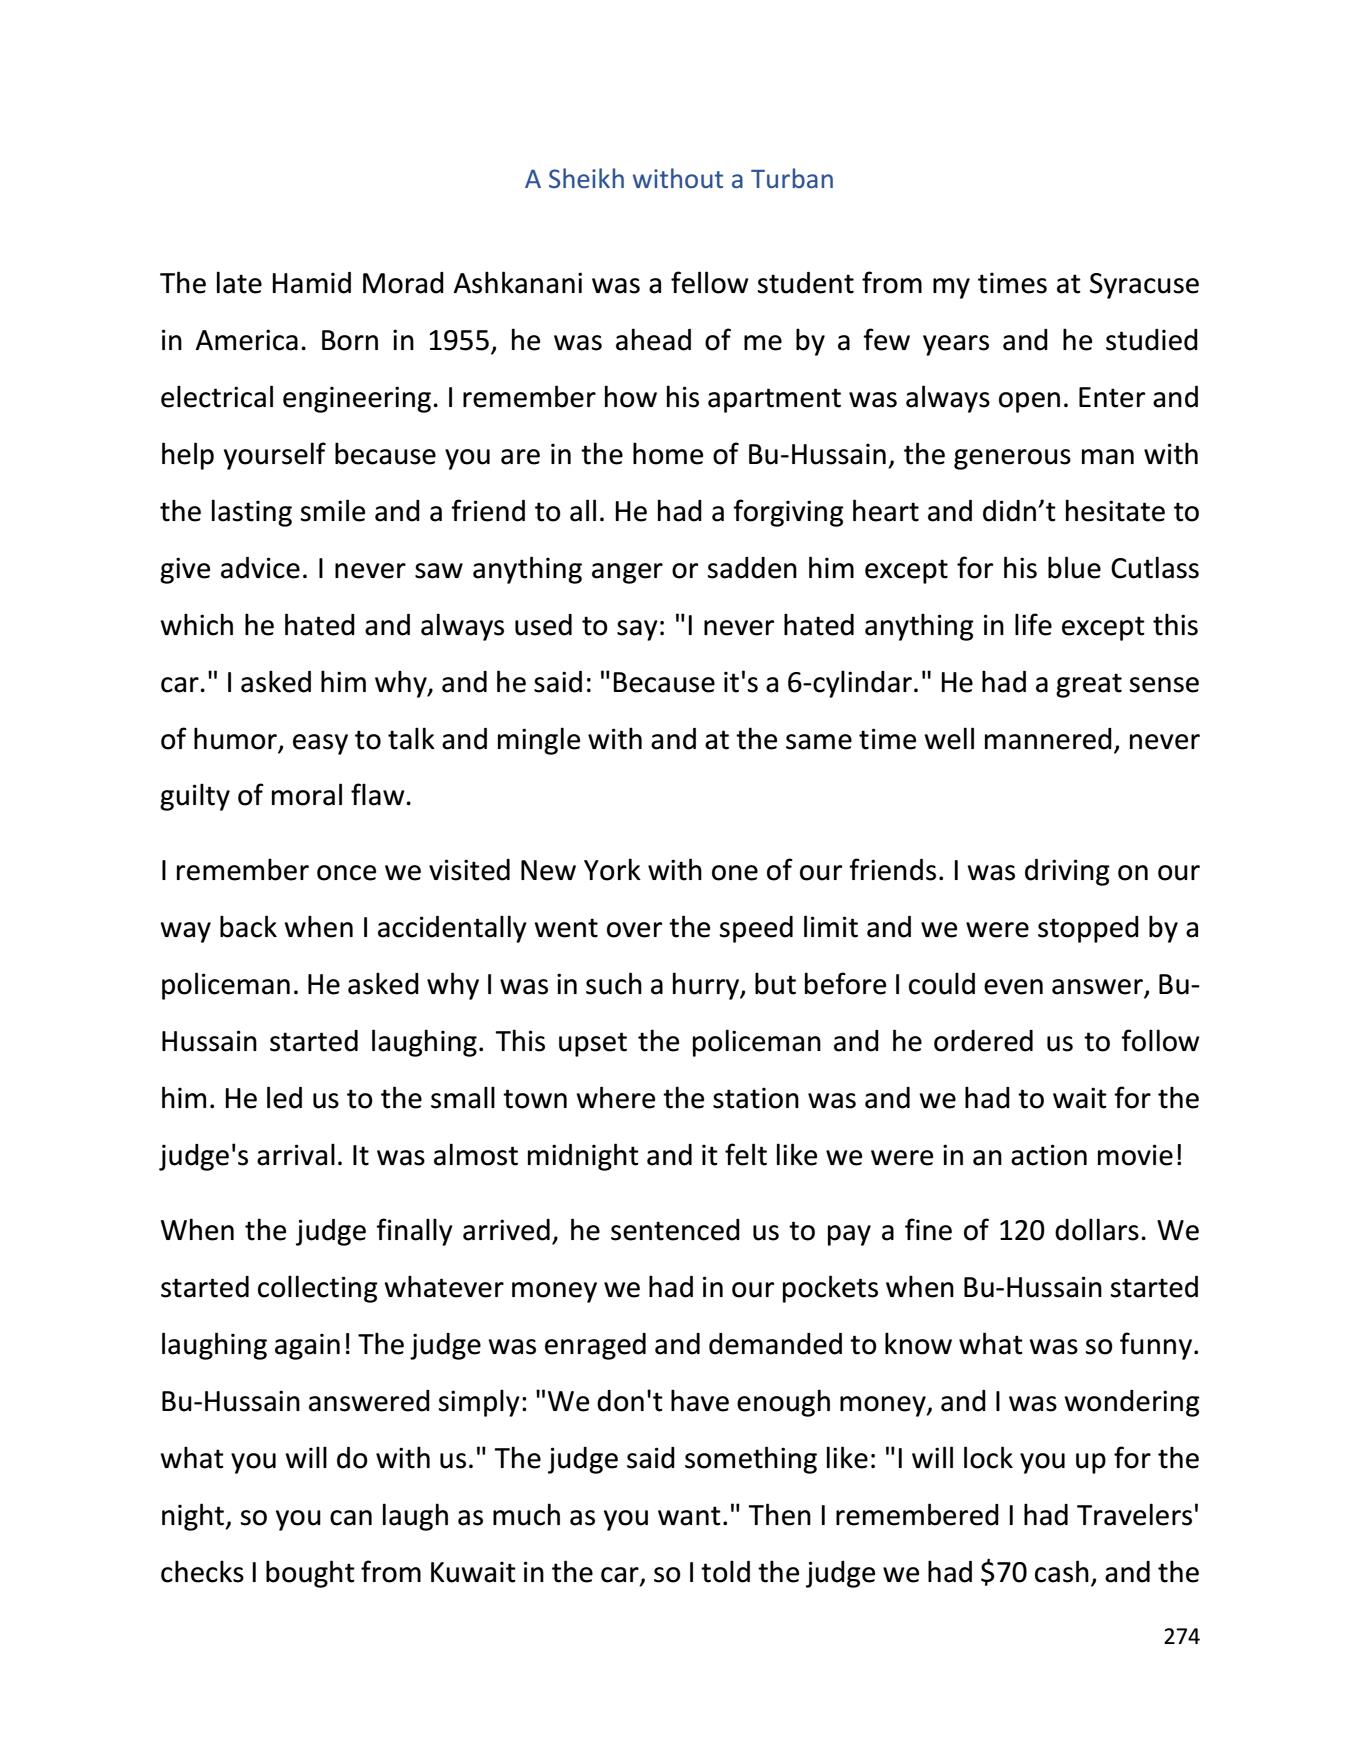 A Sheikh without a Turban
The late Hamid Morad Ashkanani was a fellow student from my times at Syracuse
in America. Born in 1955, he was ahead of me by a few years and he studied
electrical engineering. I remember how his apartment was always open. Enter and
help yourself because you are in the home of Bu-Hussain, the generous man with
the lasting smile and a friend to all. He had a forgiving heart and didn’t hesitate to
give advice. I never saw anything anger or sadden him except for his blue Cutlass
which he hated and always used to say: "I never hated anything in life except this
car." I asked him why, and he said: "Because it's a 6-cylindar." He had a great sense
of humor, easy to talk and mingle with and at the same time well mannered, never
guilty of moral flaw.
I remember once we visited New York with one of our friends. I was driving on our
way back when I accidentally went over the speed limit and we were stopped by a
policeman. He asked why I was in such a hurry, but before I could even answer, Bu-
Hussain started laughing. This upset the policeman and he ordered us to follow
him. He led us to the small town where the station was and we had to wait for the
judge's arrival. It was almost midnight and it felt like we were in an action movie!
When the judge finally arrived, he sentenced us to pay a fine of 120 dollars. We
started collecting whatever money we had in our pockets when Bu-Hussain started
laughing again! The judge was enraged and demanded to know what was so funny.
Bu-Hussain answered simply: "We don't have enough money, and I was wondering
what you will do with us." The judge said something like: "I will lock you up for the
night, so you can laugh as much as you want." Then I remembered I had Travelers'
checks I bought from Kuwait in the car, so I told the judge we had $70 cash, and the
274